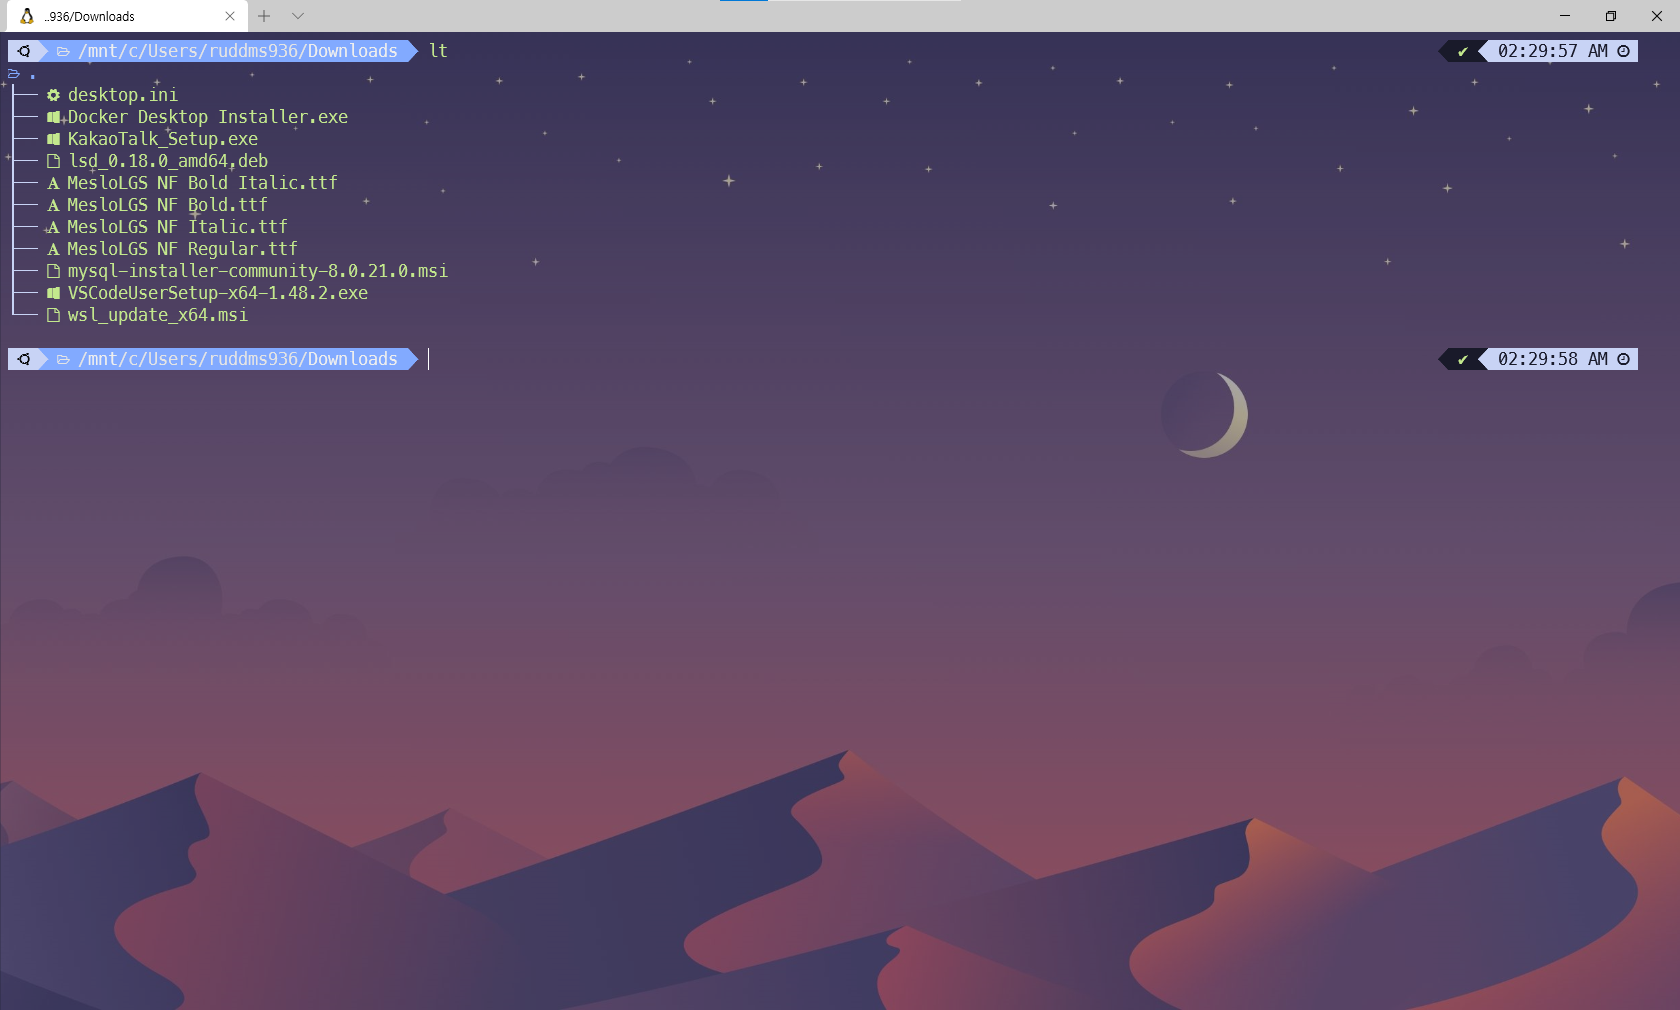 ..936/Downloads
/mnt/c/Users/ruddms936/Downloads lt ✔ 02:29:57 AM
.
desktop.ini
Docker Desktop Installer.exe
KakaoTalk_Setup.exe
lsd_0.18.0_amd64.deb
MesloLGS NF Bold Italic.ttf
MesloLGS NF Bold.ttf
MesloLGS NF Italic.ttf
MesloLGS NF Regular.ttf
mysql-installer-community-8.0.21.0.msi
VSCodeUserSetup-x64-1.48.2.exe
wsl_update_x64.msi
/mnt/c/Users/ruddms936/Downloads ✔ 02:29:58 AM